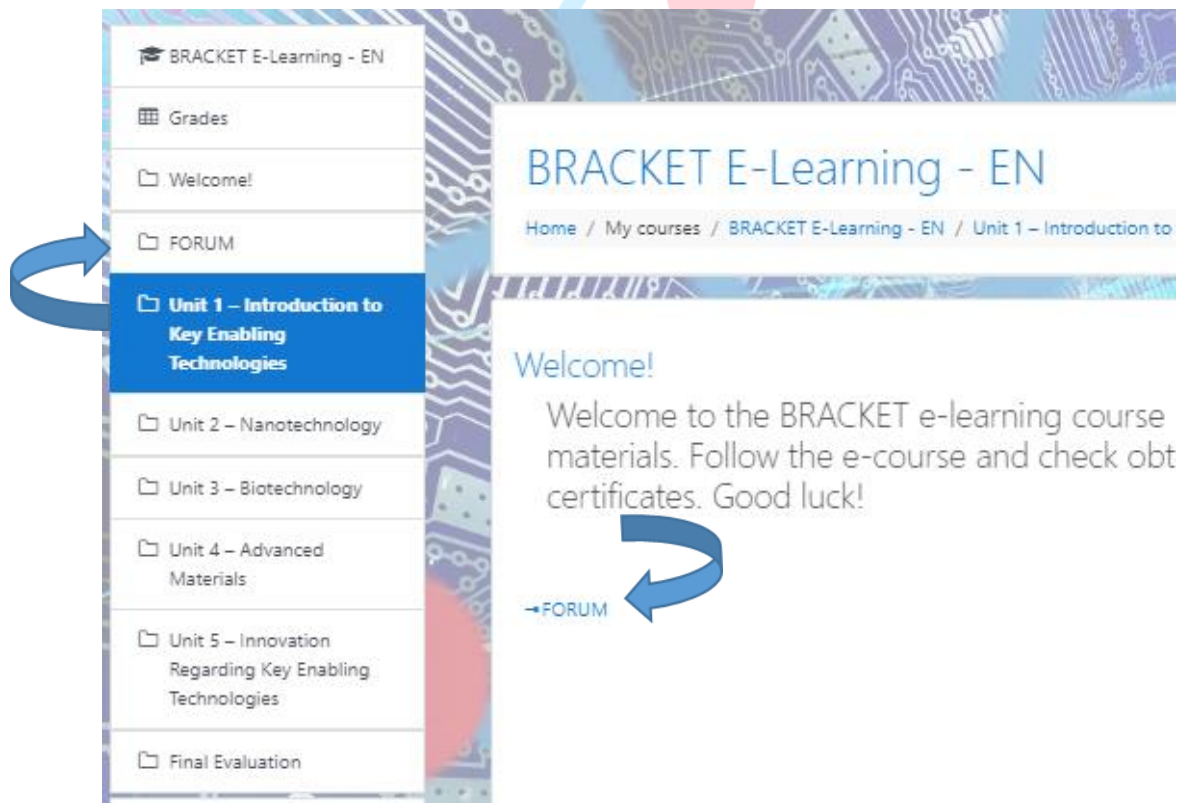 BRACKET E-Learning - EN
Grades
Welcome!
FORUM
Unit 1 – Introduction to
Key Enabling
Technologies
Unit 2 – Nanotechnology
Unit 3 – Biotechnology
Unit 4 – Advanced
Materials
Unit 5 – Innovation
Regarding Key Enabling
Technologies
Final Evaluation
BRACKET E-Learning - EN
Home / My courses / BRACKET E-Learning - EN / Unit 1 – Introduction to
Welcome!
Welcome to the BRACKET e-learning course
materials. Follow the e-course and check obt
certificates. Good luck!
⇥FORUM